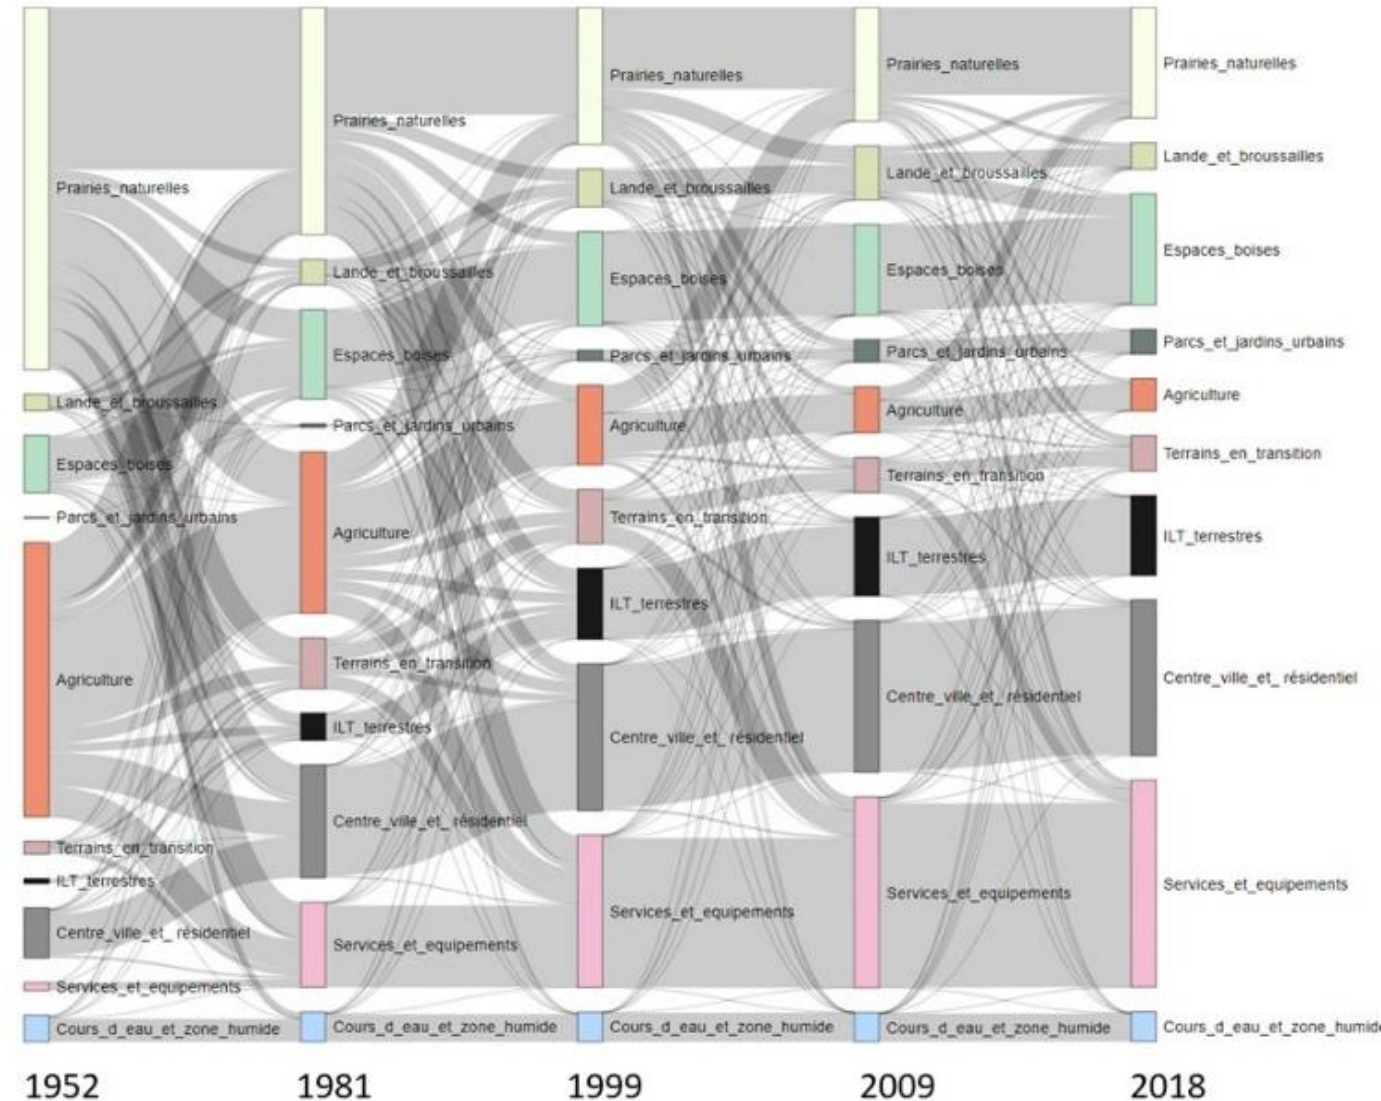 Prairies_naturelles
Lande_et_broussailles
Espaces_boises
Parcs_et_jardins_urbains
Agriculture
Terrains_en_transition
ILT_terrestres
Centre_ville_et_ résidentiel
Services_et_equipements
Cours_d_eau_et_zone_humide
Prairies_naturelles
Lande_et_broussailles
Espaces_boises
Parcs_et_jardins_urbains
Agriculture
Terrains_en_transition
ILT_terrestres
Centre_ville_et_ résidentiel
Services_et_equipements
Cours_d_eau_et_zone_humide
Prairies_naturelles
Lande_et_broussailles
Espaces_boises
Parcs_et_jardins_urbains
Agriculture
Terrains_en_transition
ILT_terrestres
Centre_ville_et_ résidentiel
Services_et_equipements
Cours_d_eau_et_zone_humide
Prairies_naturelles
Lande_et_broussailles
Espaces_boises
Parcs_et_jardins_urbains
Agriculture
Terrains_en_transition
ILT_terrestres
Centre_ville_et_ résidentiel
Services_et_equipements
Cours_d_eau_et_zone_humide
Prairies_naturelles
Lande_et_broussailles
Espaces_boises
Parcs_et_jardins_urbains
Agriculture
Terrains_en_transition
ILT_terrestres
Centre_ville_et_ résidentiel
Services_et_equipements
Cours_d_eau_et_zone_humide
1952 1981 1999 2009 2018